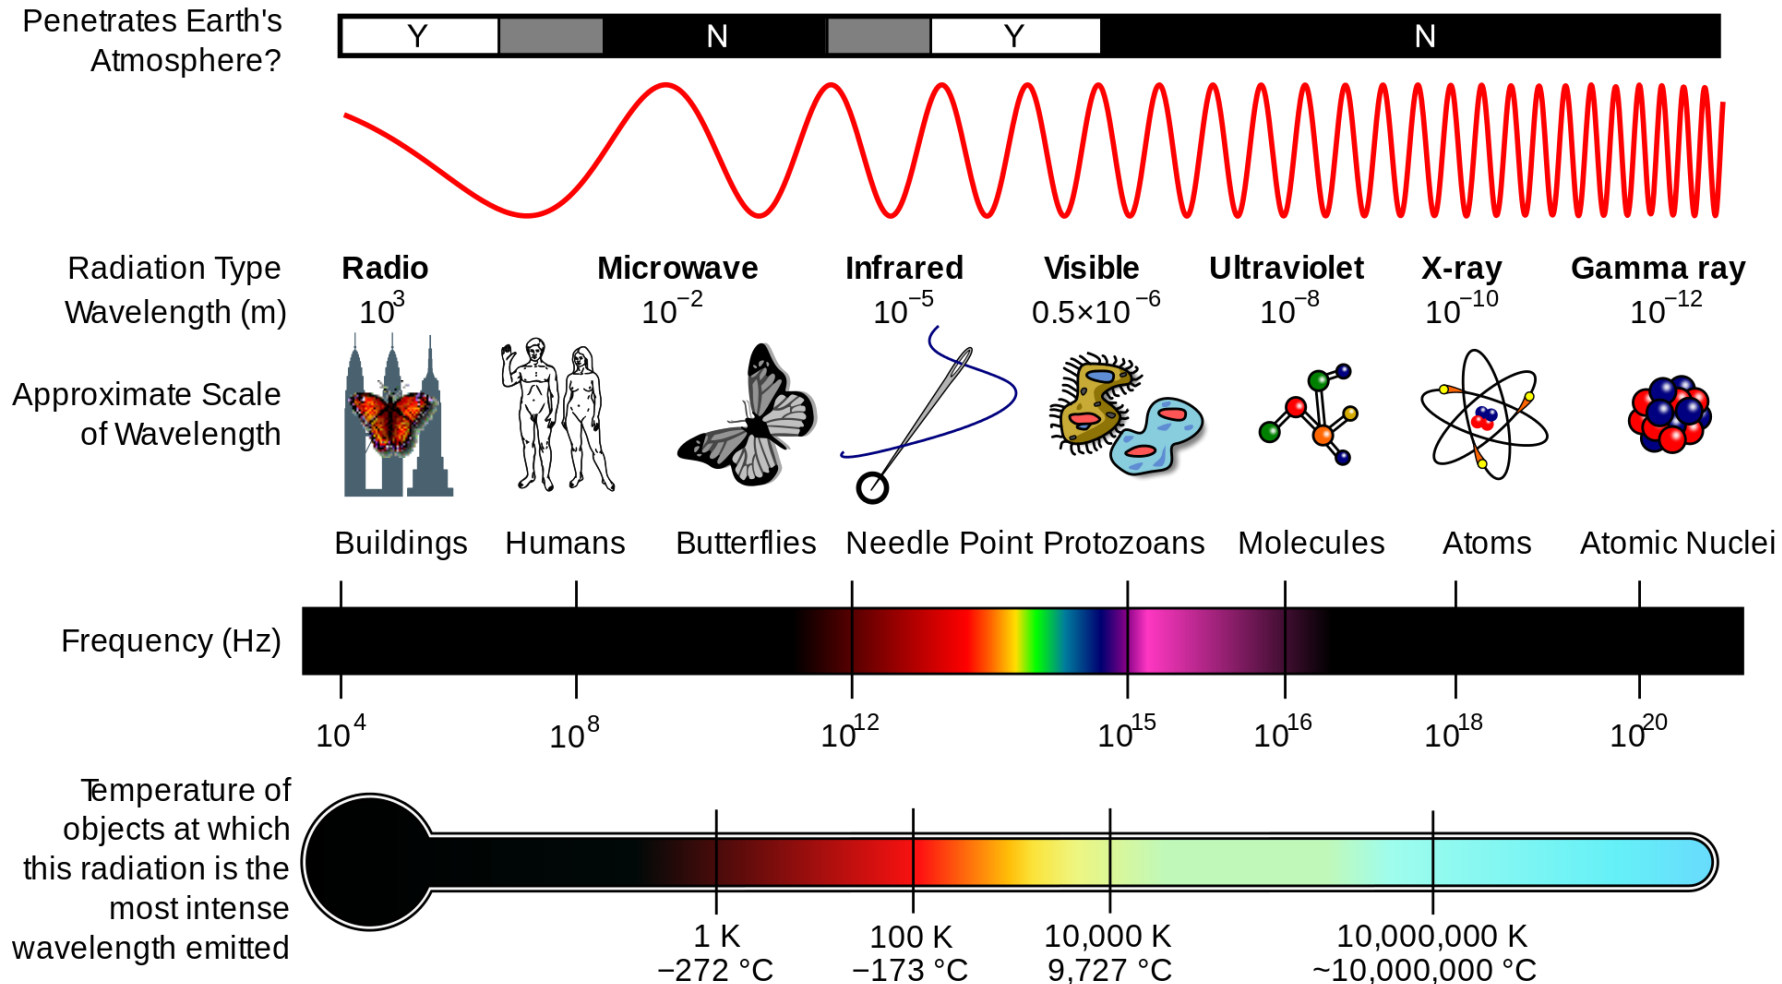 Penetrates Earth's
Atmosphere?
Y N Y N
Radiation Type Radio Microwave Infrared Visible Ultraviolet X-ray Gamma ray
Wavelength (m) 10³ 10⁻² 10⁻⁵ 0.5×10⁻⁶ 10⁻⁸ 10⁻¹⁰ 10⁻¹²
Approximate Scale
of Wavelength
Buildings Humans Butterflies Needle Point Protozoans Molecules Atoms Atomic Nuclei
Frequency (Hz)
10⁴ 10⁸ 10¹² 10¹⁵ 10¹⁶ 10¹⁸ 10²⁰
Temperature of
objects at which
this radiation is the
most intense
wavelength emitted
1 K 100 K 10,000 K 10,000,000 K
−272 °C −173 °C 9,727 °C ~10,000,000 °C